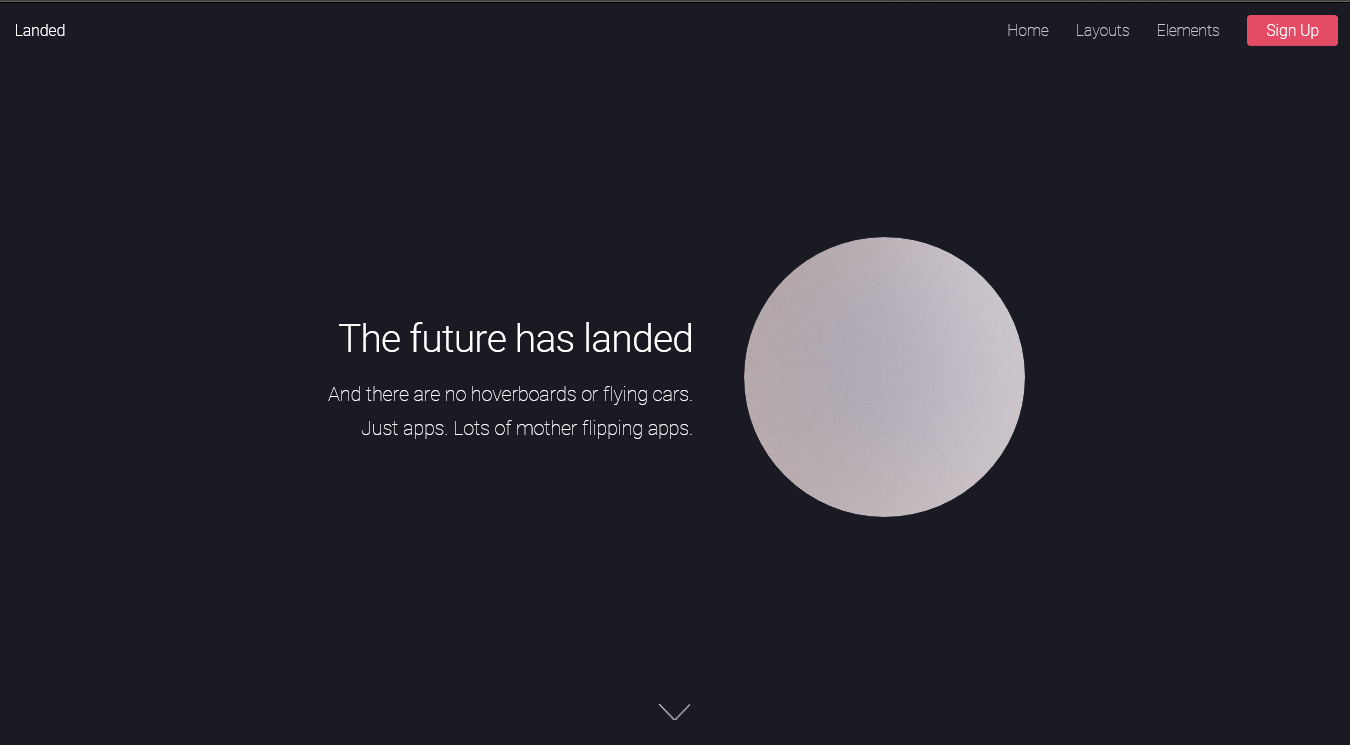 Landed
Home
Layouts
Elements
Sign Up
The future has landed
And there are no hoverboards or flying cars.
Just apps. Lots of mother flipping apps.